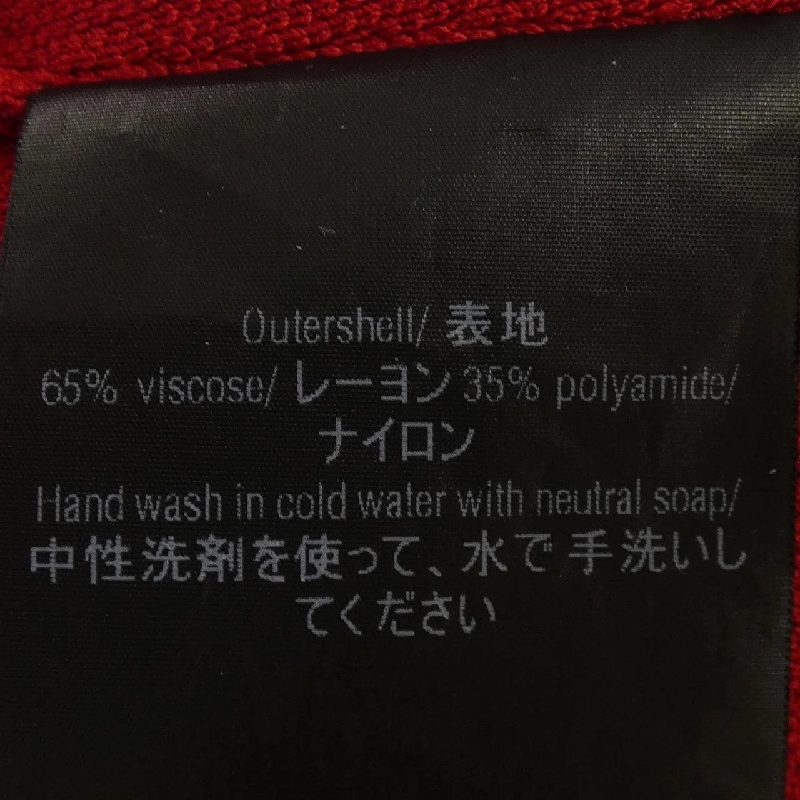 Outershell/ 表地
65% viscose/ レーヨン 35% polyamide/
ナイロン
Hand wash in cold water with neutral soap/
中性洗剤を使って、水で手洗いし
てください